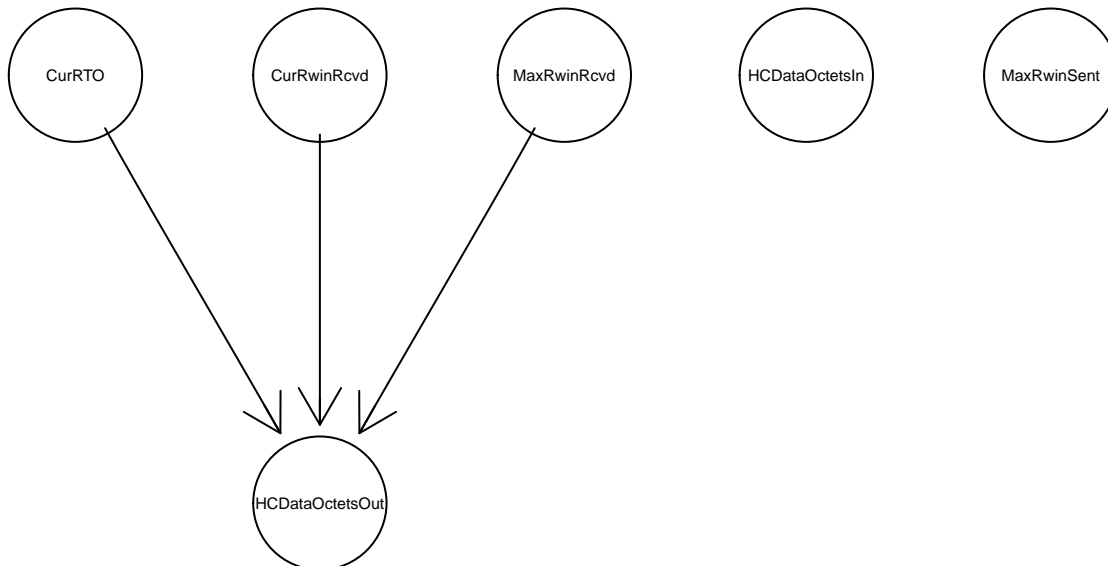 CurRTO
CurRwinRcvd
MaxRwinRcvd
HCDataOctetsIn
MaxRwinSent
HCDataOctetsOut